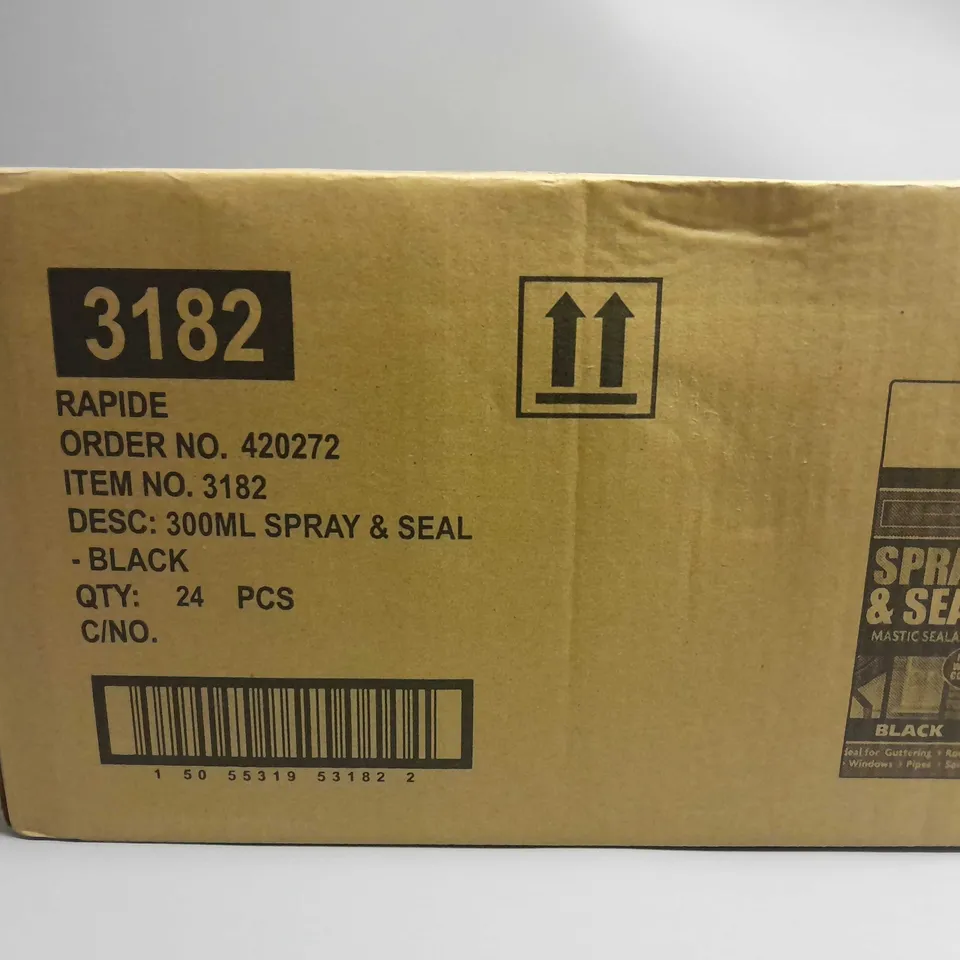 3182
RAPIDE
ORDER NO. 420272
ITEM NO. 3182
DESC: 300ML SPRAY & SEAL
- BLACK
QTY: 24 PCS
C/NO.
1 50 55319 53182 2
SPRA
& SEA
MASTIC SEALA
BLACK
Seal for Guttering › Ro
› Windows › Pipes ›